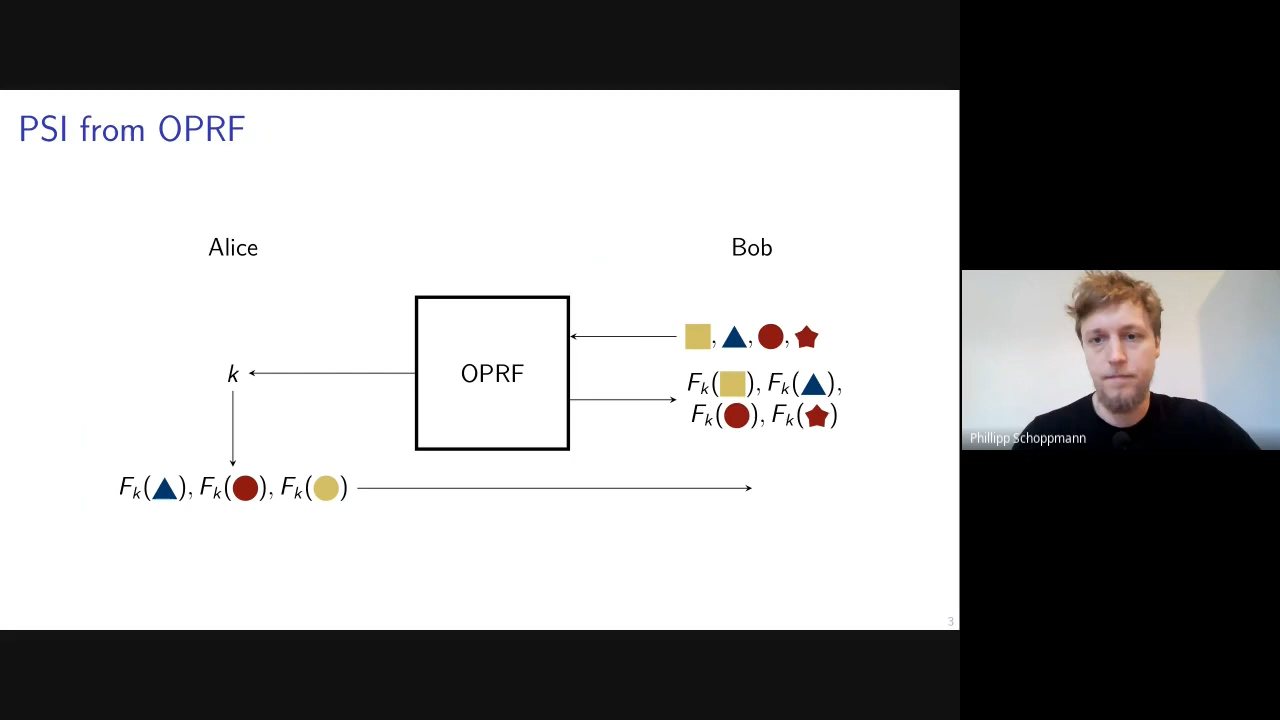 PSI from OPRF
Alice
Bob
k
OPRF
, , ,
Fₖ( ), Fₖ( ),
Fₖ( ), Fₖ( )
Fₖ( ), Fₖ( ), Fₖ( )
Phillipp Schoppmann
3